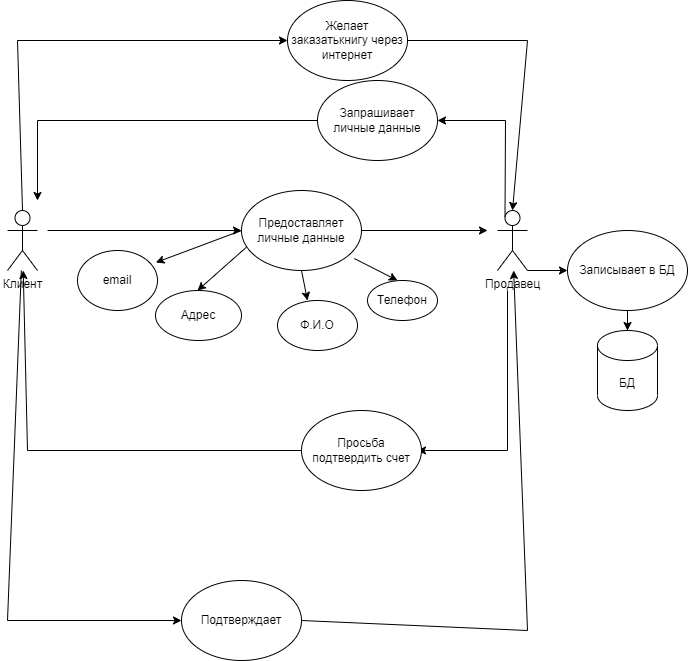 Желает
заказатькнигу через
интернет
Запрашивает
личные данные
Предоставляет
личные данные
email
Адрес
Ф.И.О
Телефон
Клиент
Продавец
Записывает в БД
БД
Просьба
подтвердить счет
Подтверждает